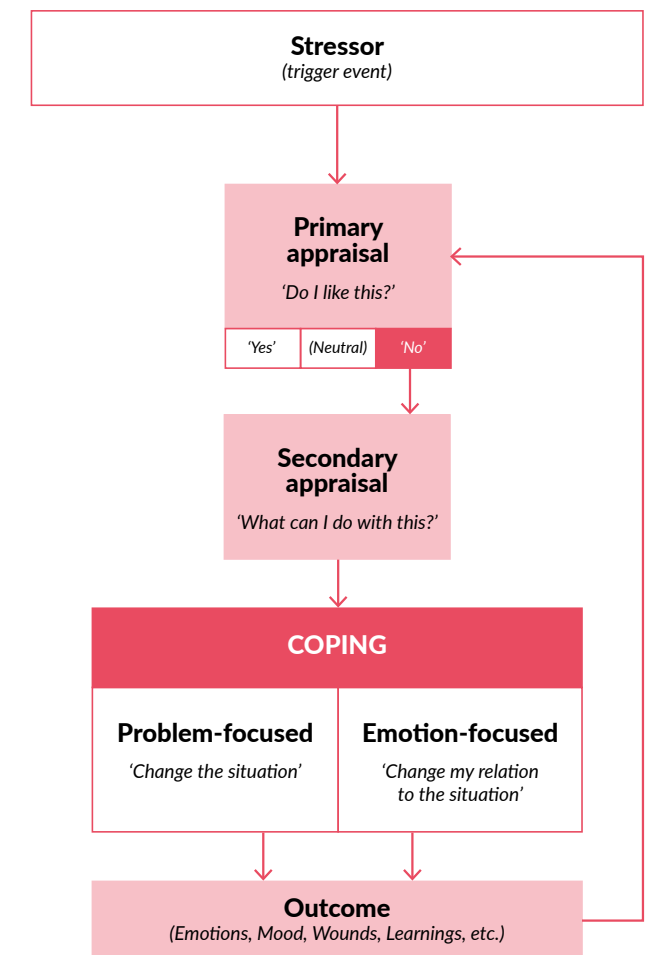 Stressor
(trigger event)
Primary
appraisal
‘Do I like this?’
‘Yes’ (Neutral) ‘No’
Secondary
appraisal
‘What can I do with this?’
COPING
Problem-focused
‘Change the situation’
Emotion-focused
‘Change my relation
to the situation’
Outcome
(Emotions, Mood, Wounds, Learnings, etc.)